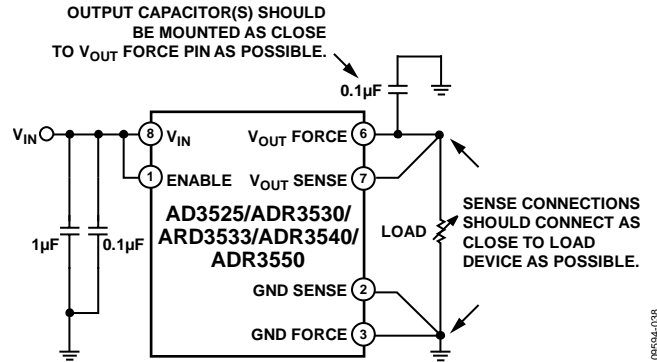 OUTPUT CAPACITOR(S) SHOULD
BE MOUNTED AS CLOSE
TO VOUT FORCE PIN AS POSSIBLE.
0.1µF
VIN
8
VIN
VOUT FORCE
6
1
ENABLE
VOUT SENSE
7
AD3525/ADR3530/
ARD3533/ADR3540/
ADR3550
1µF
0.1µF
LOAD
SENSE CONNECTIONS
SHOULD CONNECT AS
CLOSE TO LOAD
DEVICE AS POSSIBLE.
GND SENSE
2
GND FORCE
3
09594-038